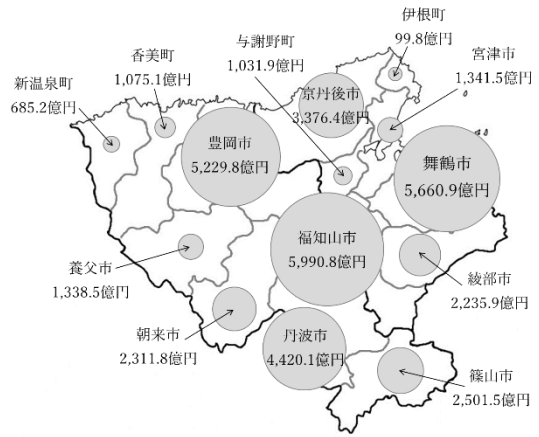 伊根町
99.8億円
香美町
1,075.1億円
与謝野町
1,031.9億円
宮津市
1,341.5億円
新温泉町
685.2億円
京丹後市
3,376.4億円
豊岡市
5,229.8億円
舞鶴市
5,660.9億円
福知山市
5,990.8億円
養父市
1,338.5億円
綾部市
2,235.9億円
朝来市
2,311.8億円
丹波市
4,420.1億円
篠山市
2,501.5億円